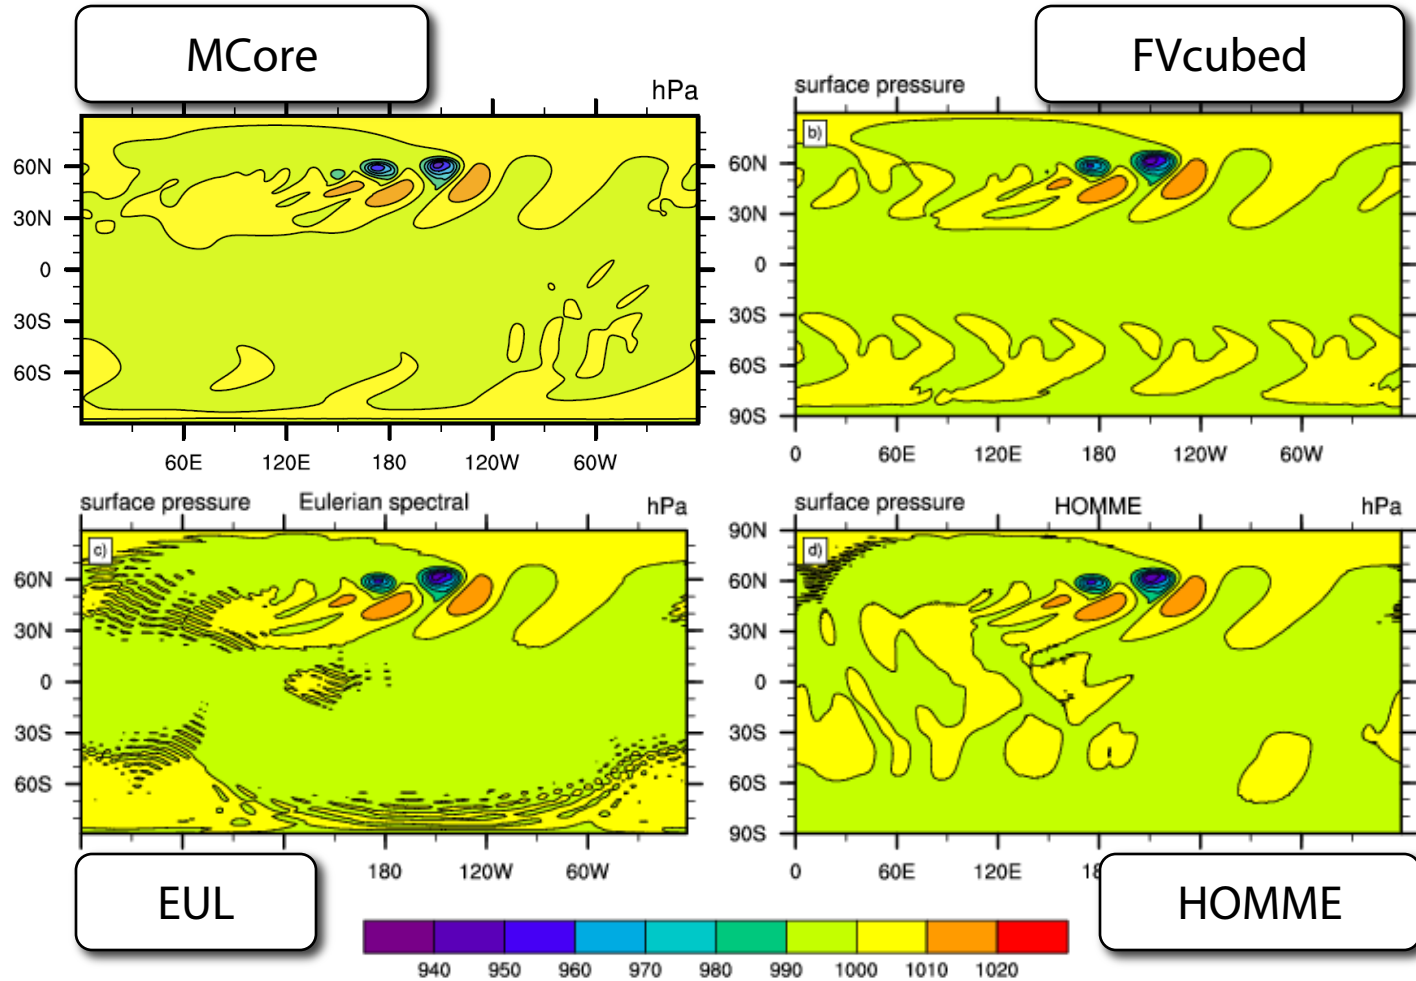 MCore
FVcubed
hPa
surface pressure
60N
30N
0
30S
60S
60E 120E 180 120W 60W
b)
60N
30N
0
30S
60S
90S
0 60E 120E 180 120W 60W
surface pressure Eulerian spectral hPa
c)
60N
30N
0
30S
60S
180 120W 60W
surface pressure HOMME hPa
d)
90N
60N
30N
0
30S
60S
90S
0 60E 120E 18
EUL
HOMME
940 950 960 970 980 990 1000 1010 1020